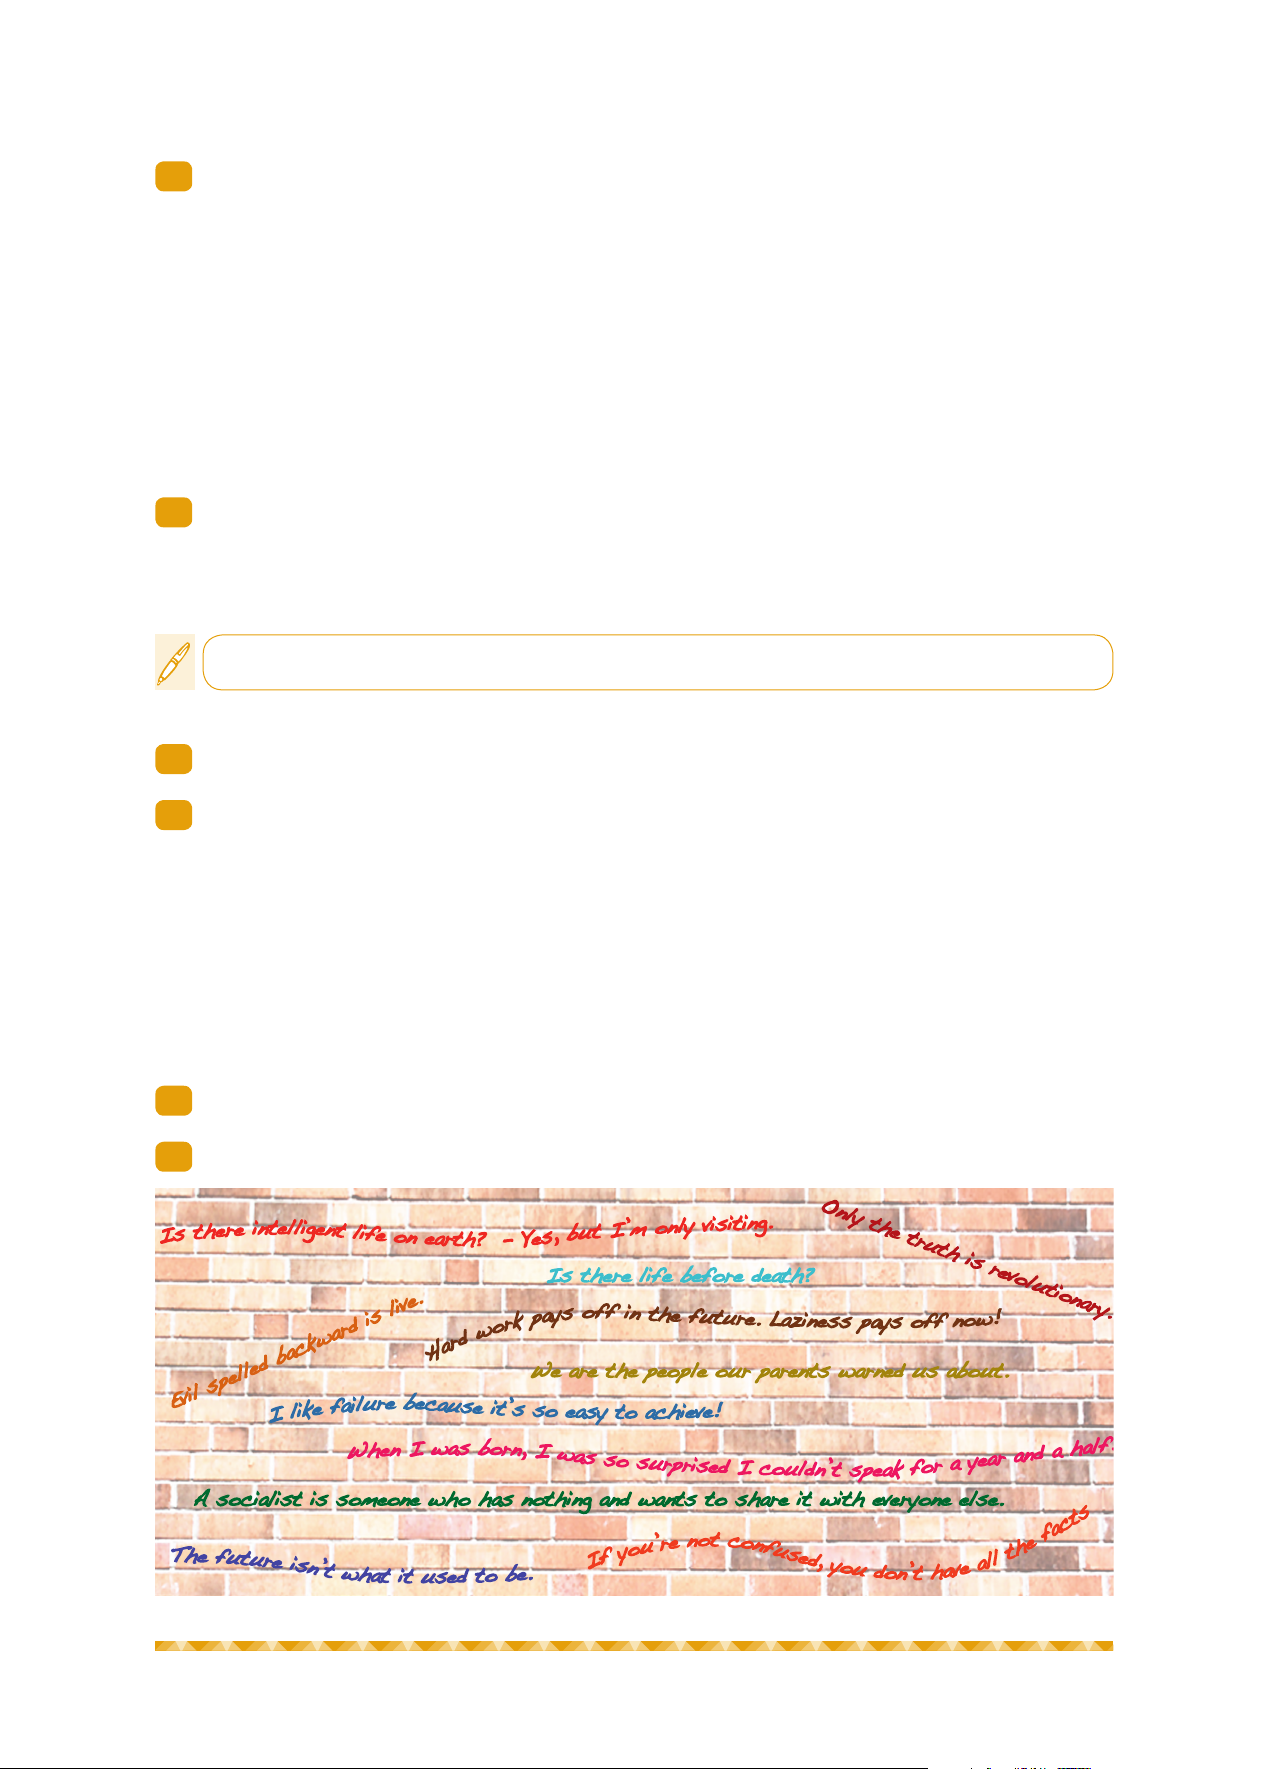 Is there intelligent life on earth? - Yes, but I'm only visiting.
Only the truth is revolutionary.
Is there life before death?
Evil spelled backward is live.
Hard work pays off in the future. Laziness pays off now!
We are the people our parents warned us about.
I like failure because it's so easy to achieve!
When I was born, I was so surprised I couldn't speak for a year and a half.
A socialist is someone who has nothing and wants to share it with everyone else.
If you're not confused, you don't have all the facts
The future isn't what it used to be.